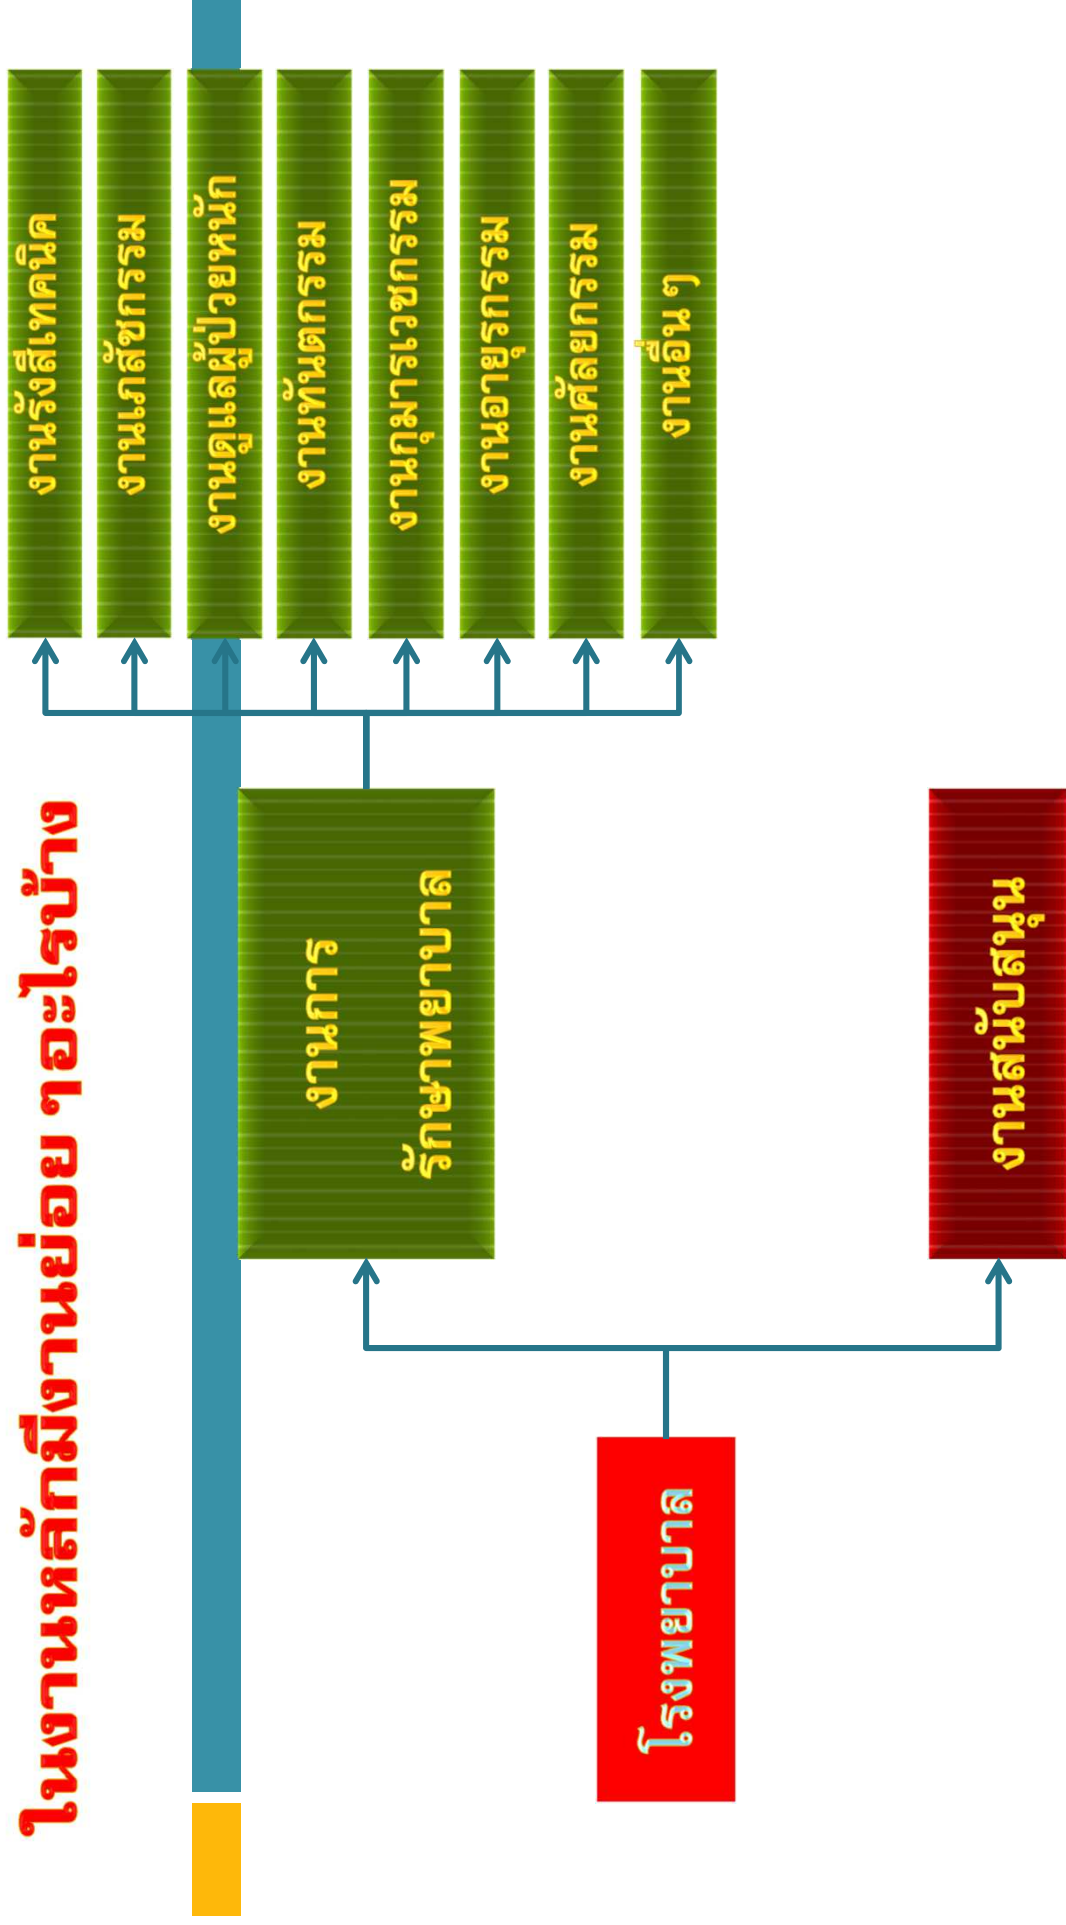 ในงานหลักมีงานย่อย ๆอะไรบ้าง
งานรังสีเทคนิค
งานเภสัชกรรม
งานดูแลผู้ป่วยหนัก
งานทันตกรรม
งานกุมารเวชกรรม
งานอายุรกรรม
งานศัลยกรรม
งานอื่น ๆ
งานการ
รักษาพยาบาล
งานสนับสนุน
โรงพยาบาล